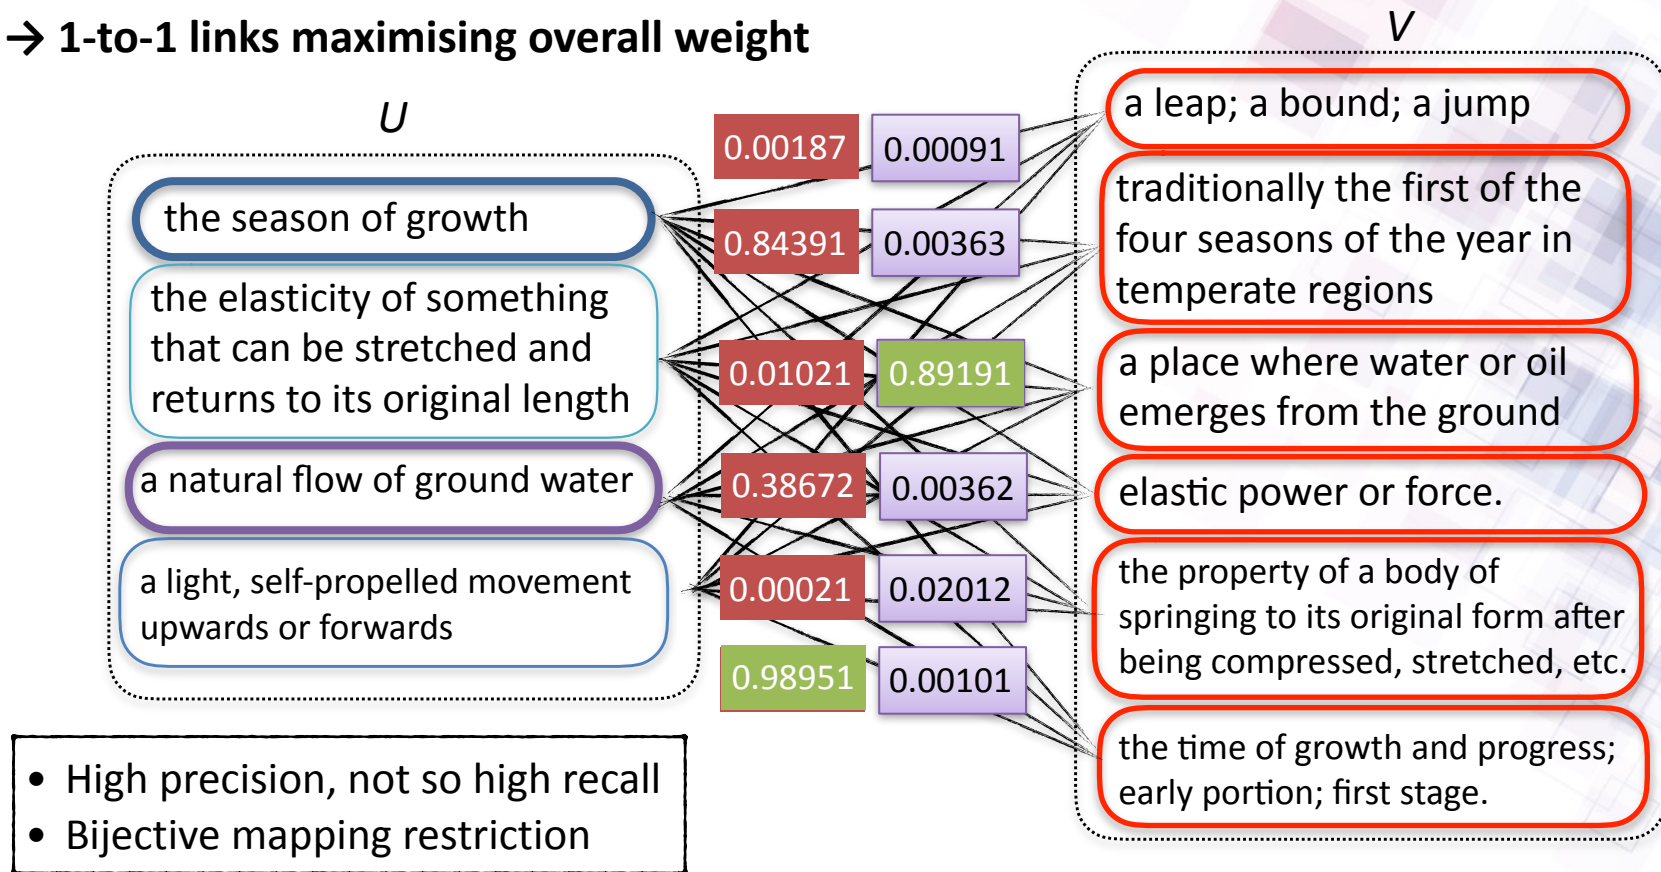 → 1-to-1 links maximising overall weight
U
the season of growth
the elasticity of something
that can be stretched and
returns to its original length
a natural flow of ground water
a light, self-propelled movement
upwards or forwards
0.00187 0.00091
0.84391 0.00363
0.01021 0.89191
0.38672 0.00362
0.00021 0.02012
0.98951 0.00101
V
a leap; a bound; a jump
traditionally the first of the
four seasons of the year in
temperate regions
a place where water or oil
emerges from the ground
elastic power or force.
the property of a body of
springing to its original form after
being compressed, stretched, etc.
the time of growth and progress;
early portion; first stage.
• High precision, not so high recall
• Bijective mapping restriction